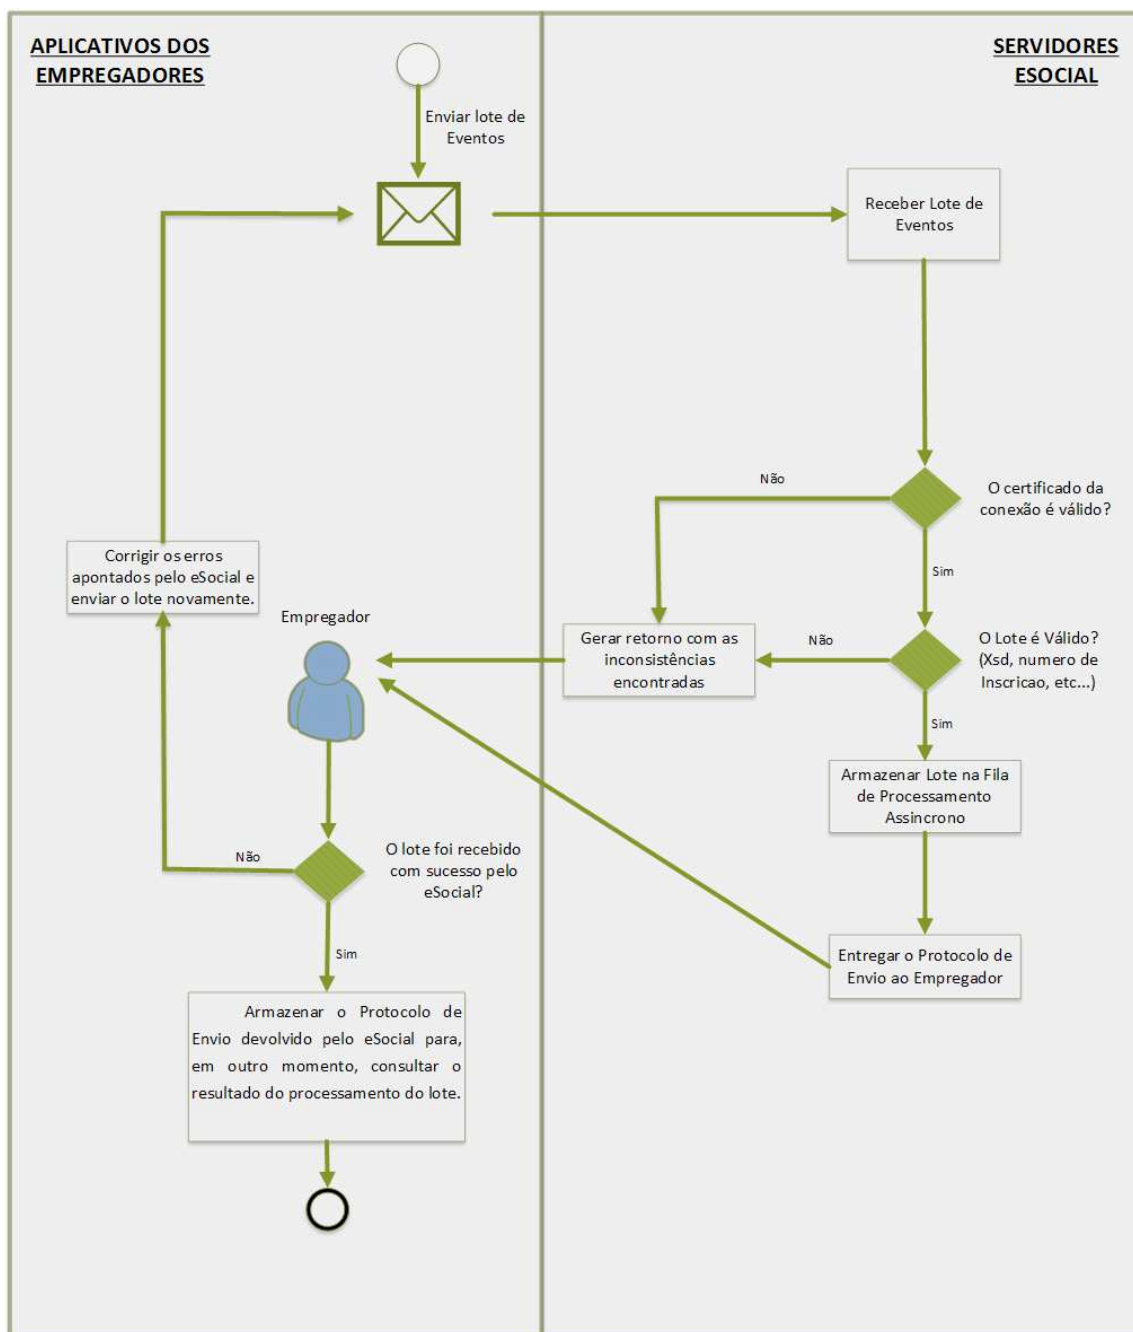 APLICATIVOS DOS
EMPREGADORES
SERVIDORES
ESOCIAL
Enviar lote de
Eventos
Receber Lote de
Eventos
Não
O certificado da
conexão é válido?
Sim
Corrigir os erros
apontados pelo eSocial e
enviar o lote novamente.
Empregador
Gerar retorno com as
inconsistências
encontradas
Não
O Lote é Válido?
(Xsd, numero de
Inscricao, etc...)
Sim
Armazenar Lote na Fila
de Processamento
Assincrono
Não
O lote foi recebido
com sucesso pelo
eSocial?
Sim
Entregar o Protocolo de
Envio ao Empregador
Armazenar o Protocolo de
Envio devolvido pelo eSocial para,
em outro momento, consultar o
resultado do processamento do lote.